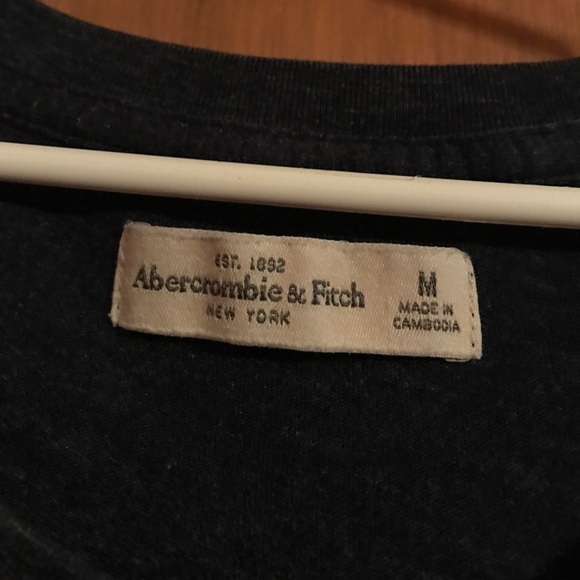 EST. 1892
Abercrombie & Fitch
NEW YORK
M
MADE IN
CAMBODIA